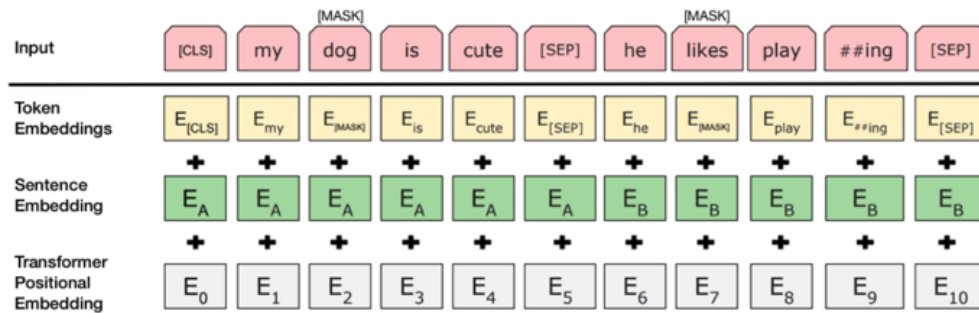 [MASK] [MASK]
Input [CLS] my dog is cute [SEP] he likes play ##ing [SEP]
Token
Embeddings E[CLS] Emy E[MASK] Eis Ecute E[SEP] Ehe E[MASK] Eplay E##ing E[SEP]
+ + + + + + + + + + +
Sentence
Embedding EA EA EA EA EA EA EB EB EB EB EB
+ + + + + + + + + + +
Transformer
Positional
Embedding E0 E1 E2 E3 E4 E5 E6 E7 E8 E9 E10